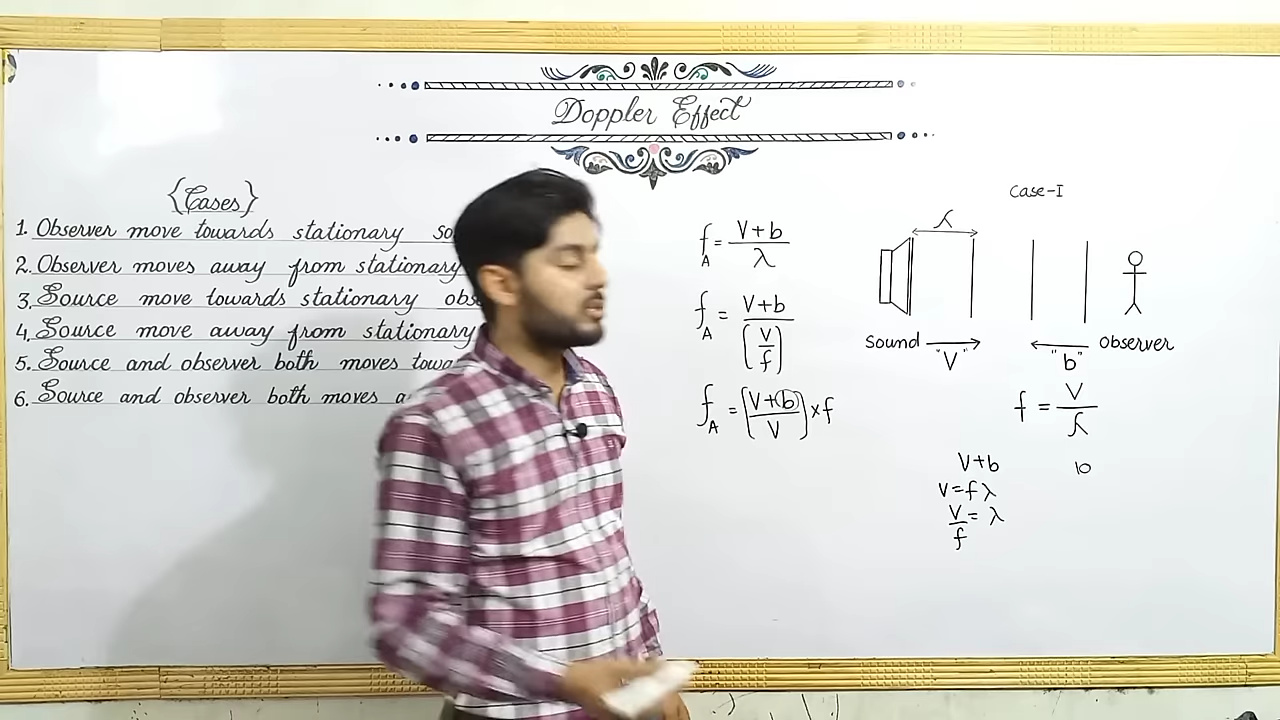 Doppler Effect
{Cases}
1. Observer move towards stationary
2. Observer moves away from stationary
3. Source move towards stationary
4. Source move away from stationary
5. Source and observer both moves
6. Source and observer both moves
f_A = V+b / λ
f_A = V+b / (V/f)
f_A = (V+b / V) × f
Case-I
λ
Sound "V"
"b" observer
f = V / λ
V+b
10
V=fλ
V/f = λ